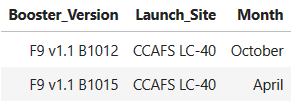 Booster_Version Launch_Site Month
F9 v1.1 B1012 CCAFS LC-40 October
F9 v1.1 B1015 CCAFS LC-40 April